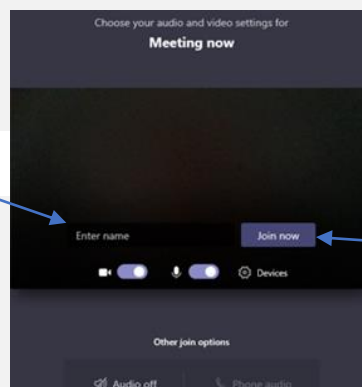 Choose your audio and video settings for
Meeting now
Enter name
Join now
Devices
Other join options
Audio off
Phone audio